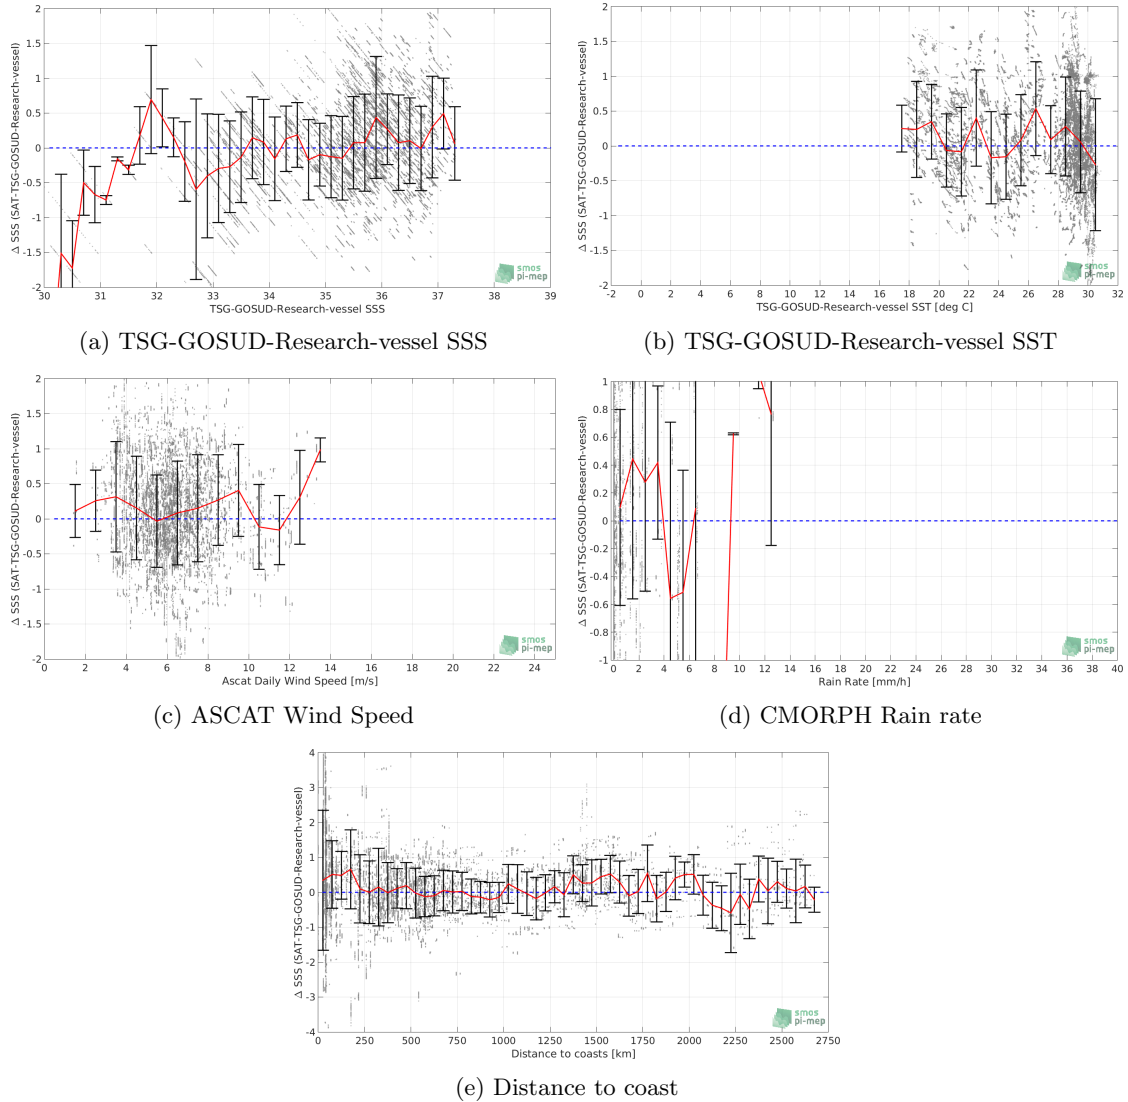 Δ SSS (SAT-TSG-GOSUD-Research-vessel)
2
1.5
1
0.5
0
-0.5
-1
-1.5
-2
30 31 32 33 34 35 36 37 38 39
TSG-GOSUD-Research-vessel SSS
smos
pi-mep
(a) TSG-GOSUD-Research-vessel SSS
Δ SSS (SAT-TSG-GOSUD-Research-vessel)
2
1.5
1
0.5
0
-0.5
-1
-1.5
-2
-2 0 2 4 6 8 10 12 14 16 18 20 22 24 26 28 30 32
TSG-GOSUD-Research-vessel SST [deg C]
smos
pi-mep
(b) TSG-GOSUD-Research-vessel SST
Δ SSS (SAT-TSG-GOSUD-Research-vessel)
2
1.5
1
0.5
0
-0.5
-1
-1.5
-2
0 2 4 6 8 10 12 14 16 18 20 22 24
Ascat Daily Wind Speed [m/s]
smos
pi-mep
(c) ASCAT Wind Speed
Δ SSS (SAT-TSG-GOSUD-Research-vessel)
1
0.8
0.6
0.4
0.2
0
-0.2
-0.4
-0.6
-0.8
-1
0 2 4 6 8 10 12 14 16 18 20 22 24 26 28 30 32 34 36 38 40
Rain Rate [mm/h]
smos
pi-mep
(d) CMORPH Rain rate
Δ SSS (SAT-TSG-GOSUD-Research-vessel)
4
3
2
1
0
-1
-2
-3
-4
0 250 500 750 1000 1250 1500 1750 2000 2250 2500 2750
Distance to coasts [km]
smos
pi-mep
(e) Distance to coast